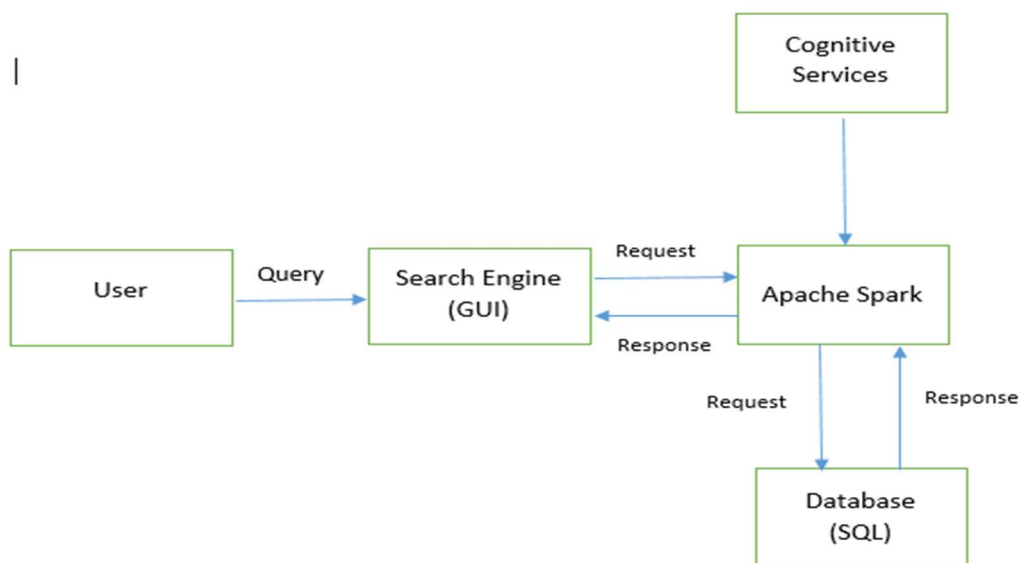 Cognitive
Services
User
Query
Search Engine
(GUI)
Request
Response
Apache Spark
Request
Response
Database
(SQL)